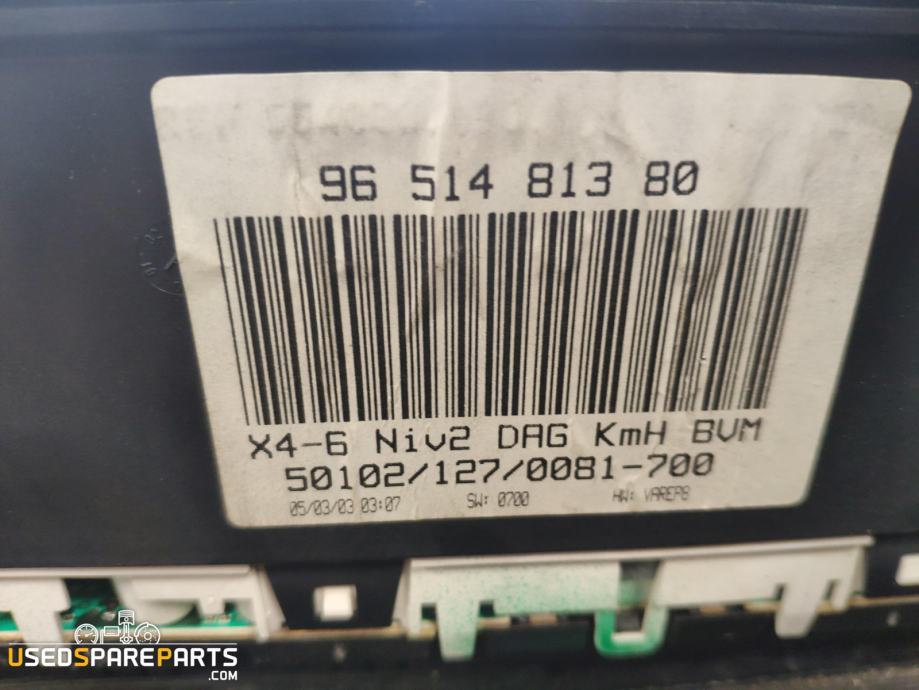 96 514 813 80
X4-6 Niv2 DAG KmH BVM
50102/127/0081-700
05/03/03 03:07 SW: 0700 HW: VAREP8
USEDSPAREPARTS
.COM